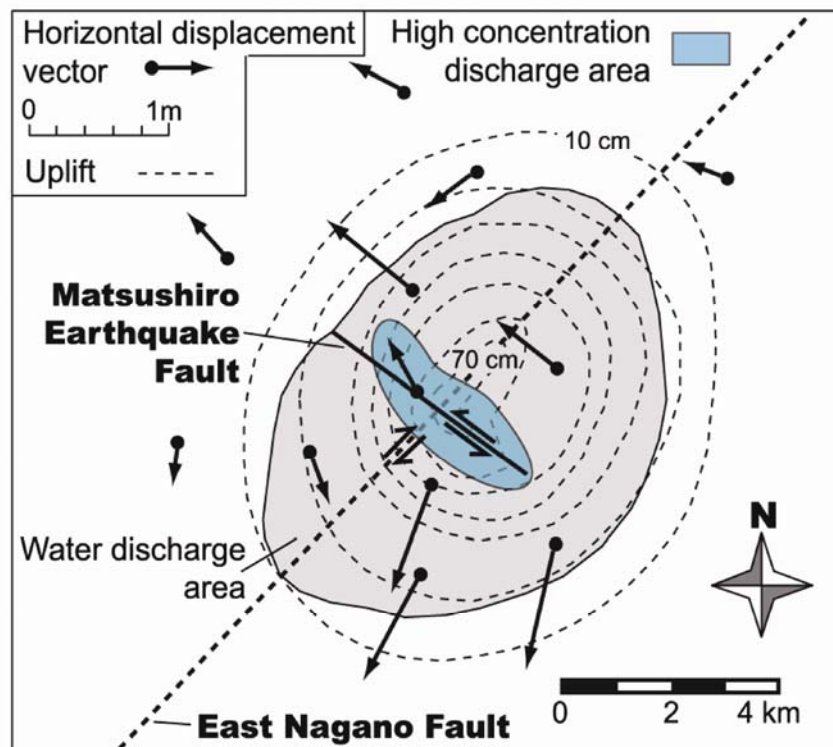 Horizontal displacement
vector
0 1m
Uplift
High concentration
discharge area
10 cm
Matsushiro
Earthquake
Fault
70 cm
Water discharge
area
N
East Nagano Fault
0 2 4 km